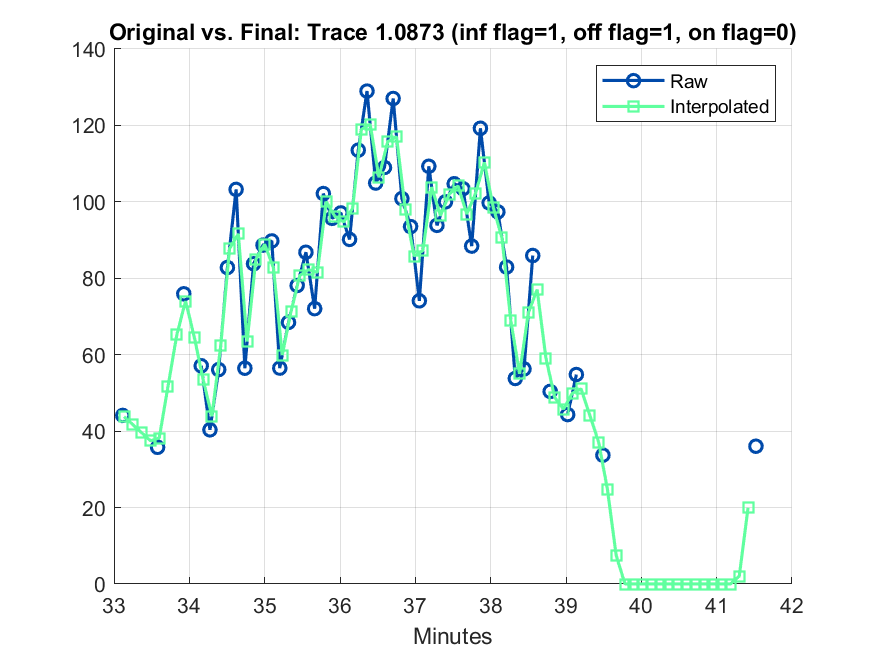 Original vs. Final: Trace 1.0873 (inf flag=1, off flag=1, on flag=0)
140
120
100
80
60
40
20
0
Raw
Interpolated
33 34 35 36 37 38 39 40 41 42
Minutes